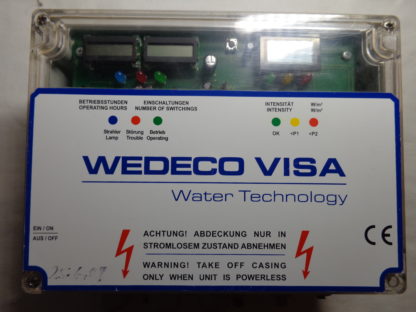 BETRIEBSSTUNDEN
OPERATING HOURS
EINSCHALTUNGEN
NUMBER OF SWITCHINGS
INTENSITÄT
INTENSITY
W/m²
W/m²
Strahler
Lamp
Störung
Trouble
Betrieb
Operating
OK
<P1
<P2
WEDECO VISA
Water Technology
EIN / ON
AUS / OFF
ACHTUNG! ABDECKUNG NUR IN
STROMLOSEM ZUSTAND ABNEHMEN
WARNING! TAKE OFF CASING
ONLY WHEN UNIT IS POWERLESS
CE